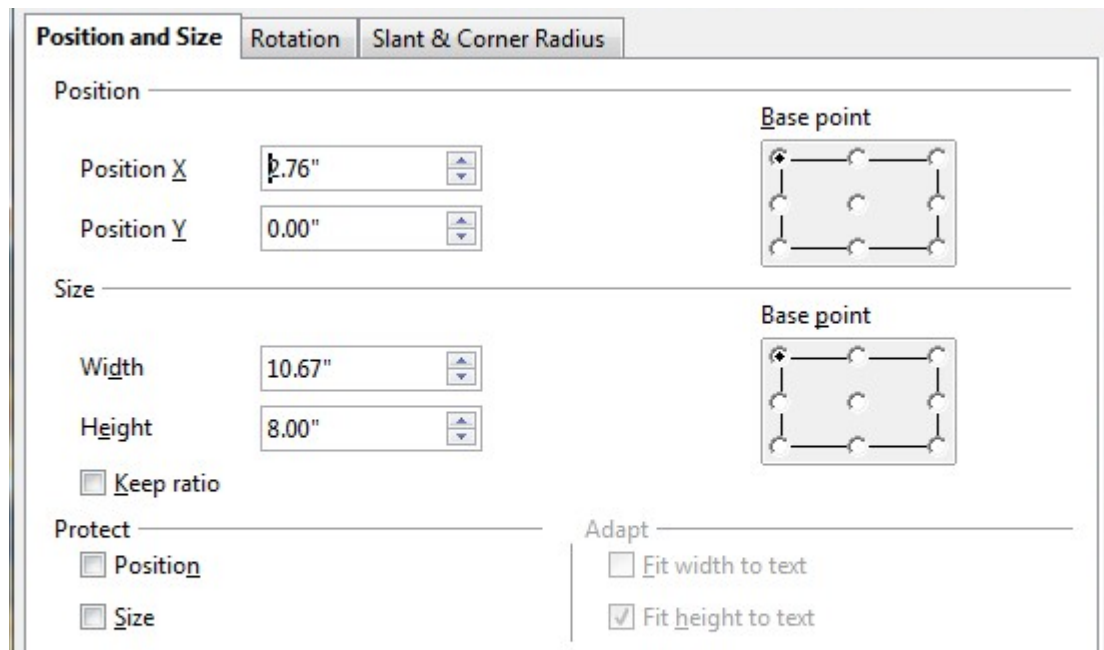 Position and Size Rotation Slant & Corner Radius
Position
Base point
Position X 2.76"
Position Y 0.00"
Size
Base point
Width 10.67"
Height 8.00"
Keep ratio
Protect Adapt
Position Fit width to text
Size Fit height to text